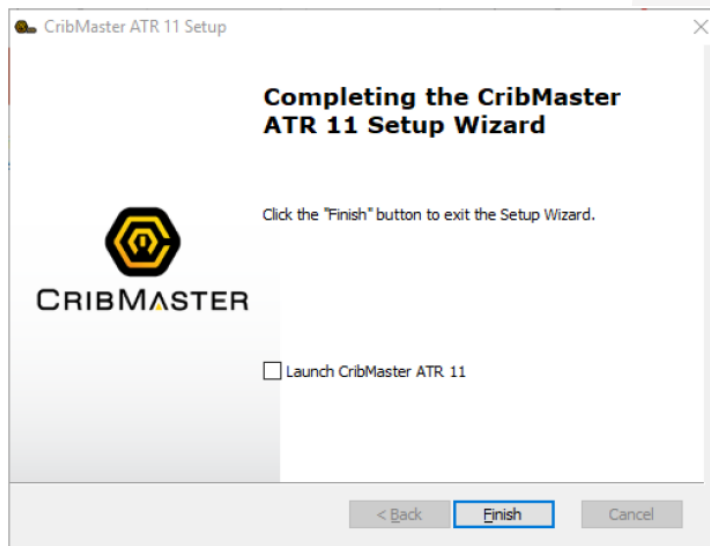 CribMaster ATR 11 Setup
Completing the CribMaster
ATR 11 Setup Wizard
Click the "Finish" button to exit the Setup Wizard.
CRIBMASTER
Launch CribMaster ATR 11
< Back
Finish
Cancel